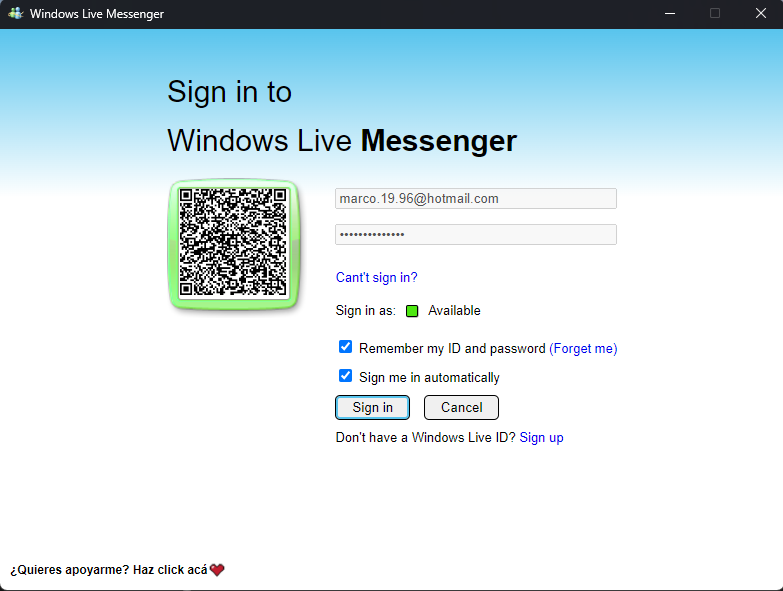 Windows Live Messenger
Sign in to
Windows Live Messenger
marco.19.96@hotmail.com
••••••••••••••
Can't sign in?
Sign in as: Available
Remember my ID and password (Forget me)
Sign me in automatically
Sign in Cancel
Don't have a Windows Live ID? Sign up
¿Quieres apoyarme? Haz click acá